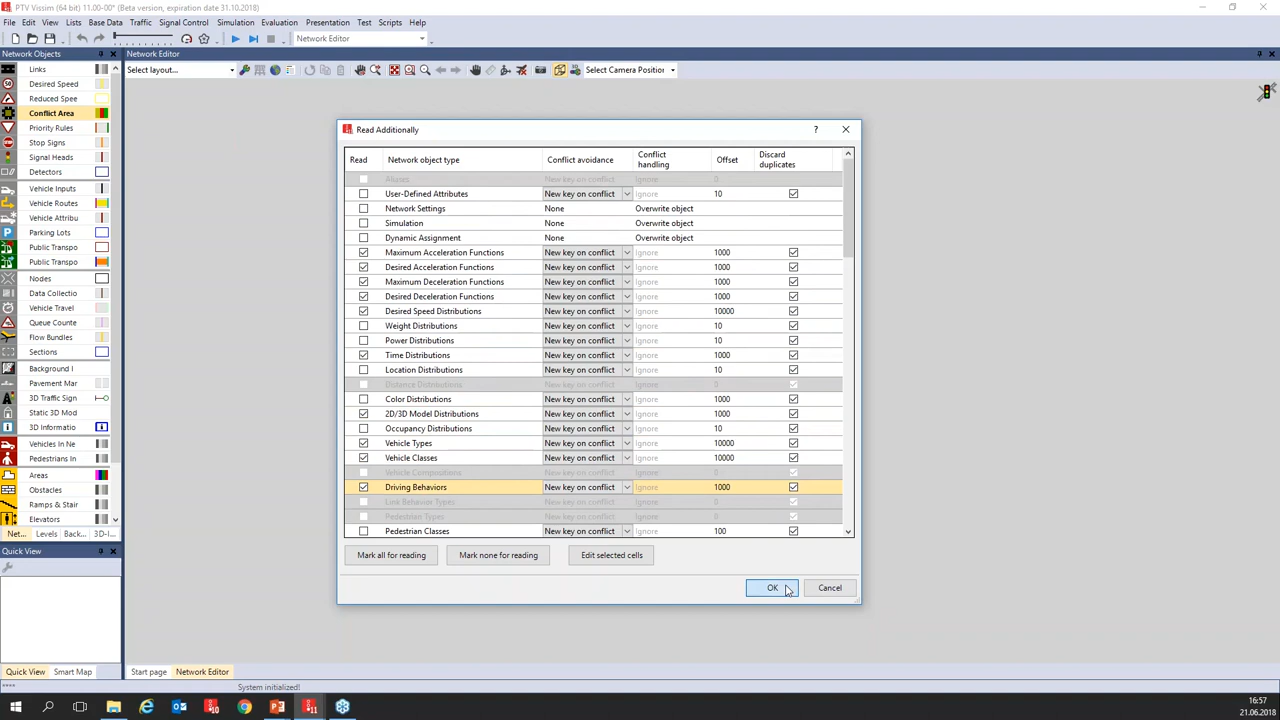 PTV Vissim (64 bit) 11.00-00* (Beta version, expiration date 31.10.2018)
File Edit View Lists Base Data Traffic Signal Control Simulation Evaluation Presentation Test Scripts Help
Network Editor
Network Objects
Network Editor
Select layout...
Select Camera Position
Links
Desired Speed
Reduced Spee
Conflict Area
Priority Rules
Stop Signs
Signal Heads
Detectors
Vehicle Inputs
Vehicle Routes
Vehicle Attribu
Parking Lots
Public Transpo
Public Transpo
Nodes
Data Collectio
Vehicle Travel
Queue Counte
Flow Bundles
Sections
Background I
Pavement Mar
3D Traffic Sign
Static 3D Mod
3D Informatio
Vehicles In Ne
Pedestrians In
Areas
Obstacles
Ramps & Stair
Elevators
Net... Levels Back... 3D-I...
Quick View
Quick View Smart Map
Read Additionally
?
Read Network object type Conflict avoidance Conflict handling Offset Discard duplicates
Aliases New key on conflict Ignore 0
User-Defined Attributes New key on conflict Ignore 10
Network Settings None Overwrite object
Simulation None Overwrite object
Dynamic Assignment None Overwrite object
Maximum Acceleration Functions New key on conflict Ignore 1000
Desired Acceleration Functions New key on conflict Ignore 1000
Maximum Deceleration Functions New key on conflict Ignore 1000
Desired Deceleration Functions New key on conflict Ignore 1000
Desired Speed Distributions New key on conflict Ignore 10000
Weight Distributions New key on conflict Ignore 10
Power Distributions New key on conflict Ignore 10
Time Distributions New key on conflict Ignore 1000
Location Distributions New key on conflict Ignore 10
Distance Distributions New key on conflict Ignore 0
Color Distributions New key on conflict Ignore 1000
2D/3D Model Distributions New key on conflict Ignore 1000
Occupancy Distributions New key on conflict Ignore 10
Vehicle Types New key on conflict Ignore 10000
Vehicle Classes New key on conflict Ignore 10000
Vehicle Compositions New key on conflict Ignore 0
Driving Behaviors New key on conflict Ignore 1000
Link Behavior Types New key on conflict Ignore 0
Pedestrian Types New key on conflict Ignore 0
Pedestrian Classes New key on conflict Ignore 100
Mark all for reading Mark none for reading Edit selected cells
OK Cancel
Start page Network Editor
**** System initialized!
16:57
21.06.2018